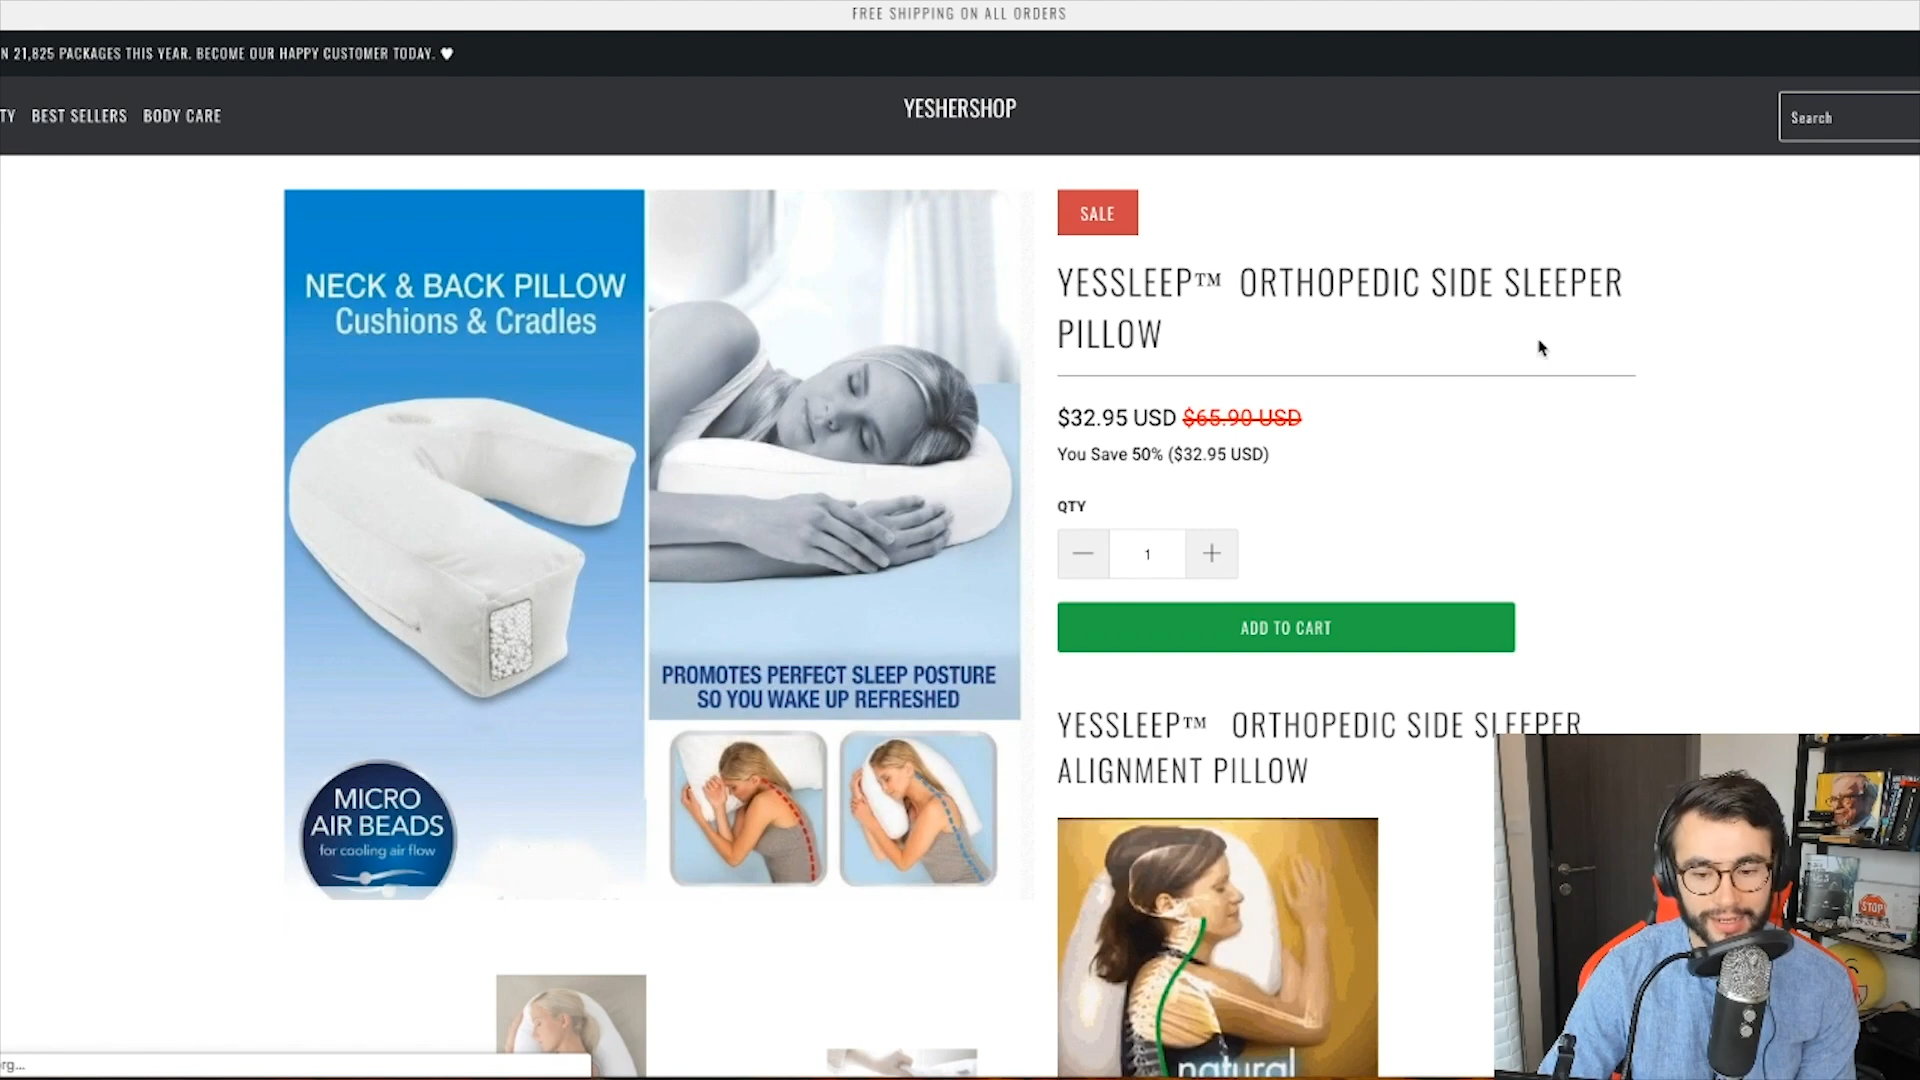 FREE SHIPPING ON ALL ORDERS
N 21,825 PACKAGES THIS YEAR. BECOME OUR HAPPY CUSTOMER TODAY. ♥
TY BEST SELLERS BODY CARE
YESHERSHOP
Search
NECK & BACK PILLOW
Cushions & Cradles
MICRO
AIR BEADS
for cooling air flow
PROMOTES PERFECT SLEEP POSTURE
SO YOU WAKE UP REFRESHED
SALE
YESSLEEP™ ORTHOPEDIC SIDE SLEEPER
PILLOW
$32.95 USD $65.90 USD
You Save 50% ($32.95 USD)
QTY
1
ADD TO CART
YESSLEEP™ ORTHOPEDIC SIDE SLEEPER
ALIGNMENT PILLOW
natural
STOP
rg...